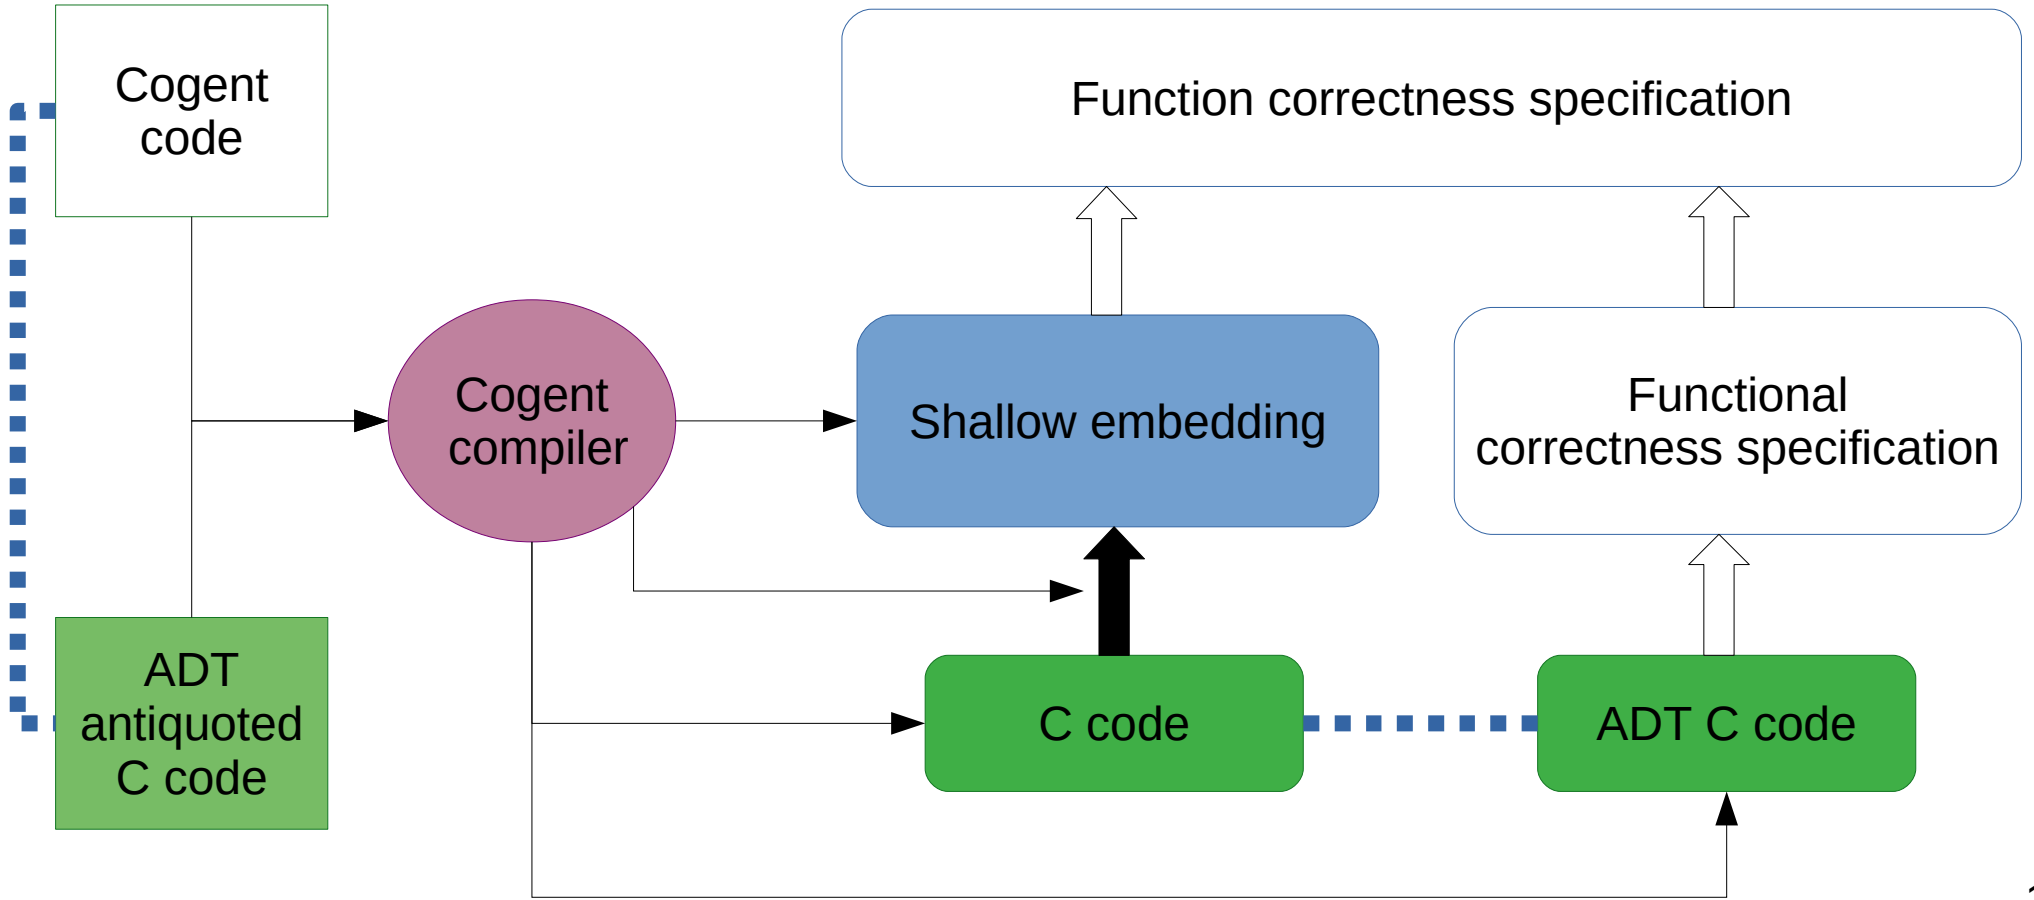 Cogent
code
Function correctness specification
Cogent
compiler
Shallow embedding
Functional
correctness specification
ADT
antiquoted
C code
C code
ADT C code